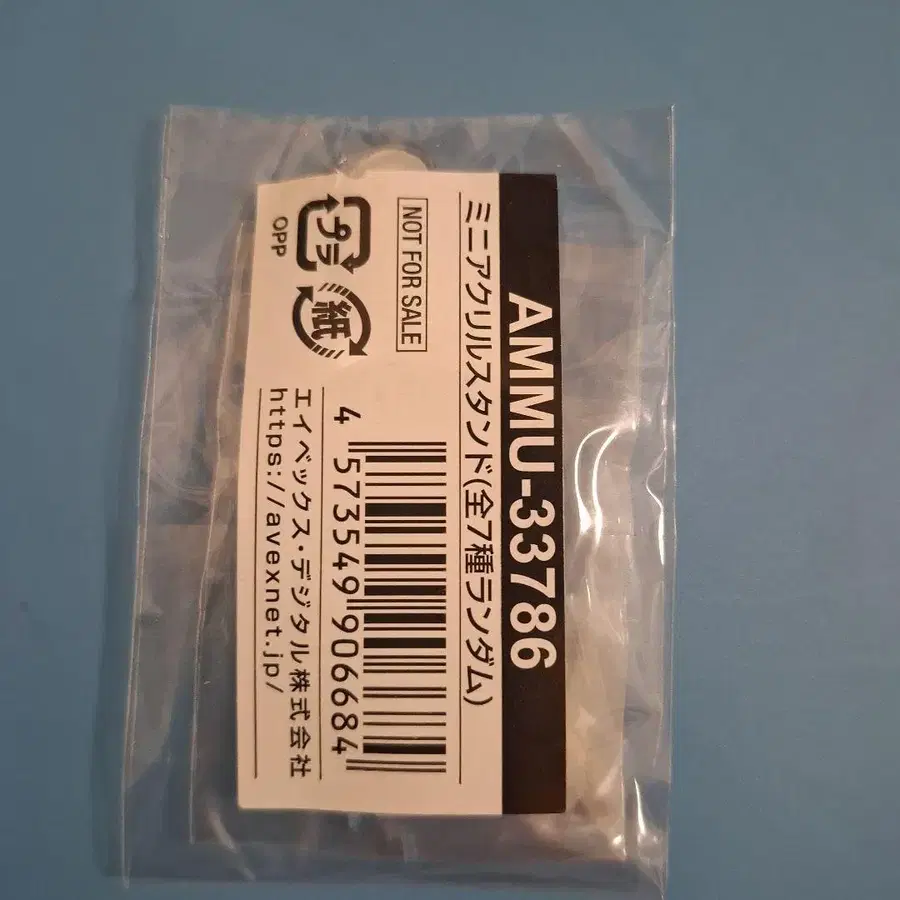 AMMU-33786
ミニアクリルスタンド(全7種ランダム)
NOT FOR SALE
プラ
OPP
紙
4 573549 906684
エイベックス・デジタル株式会社
https://avexnet.jp/